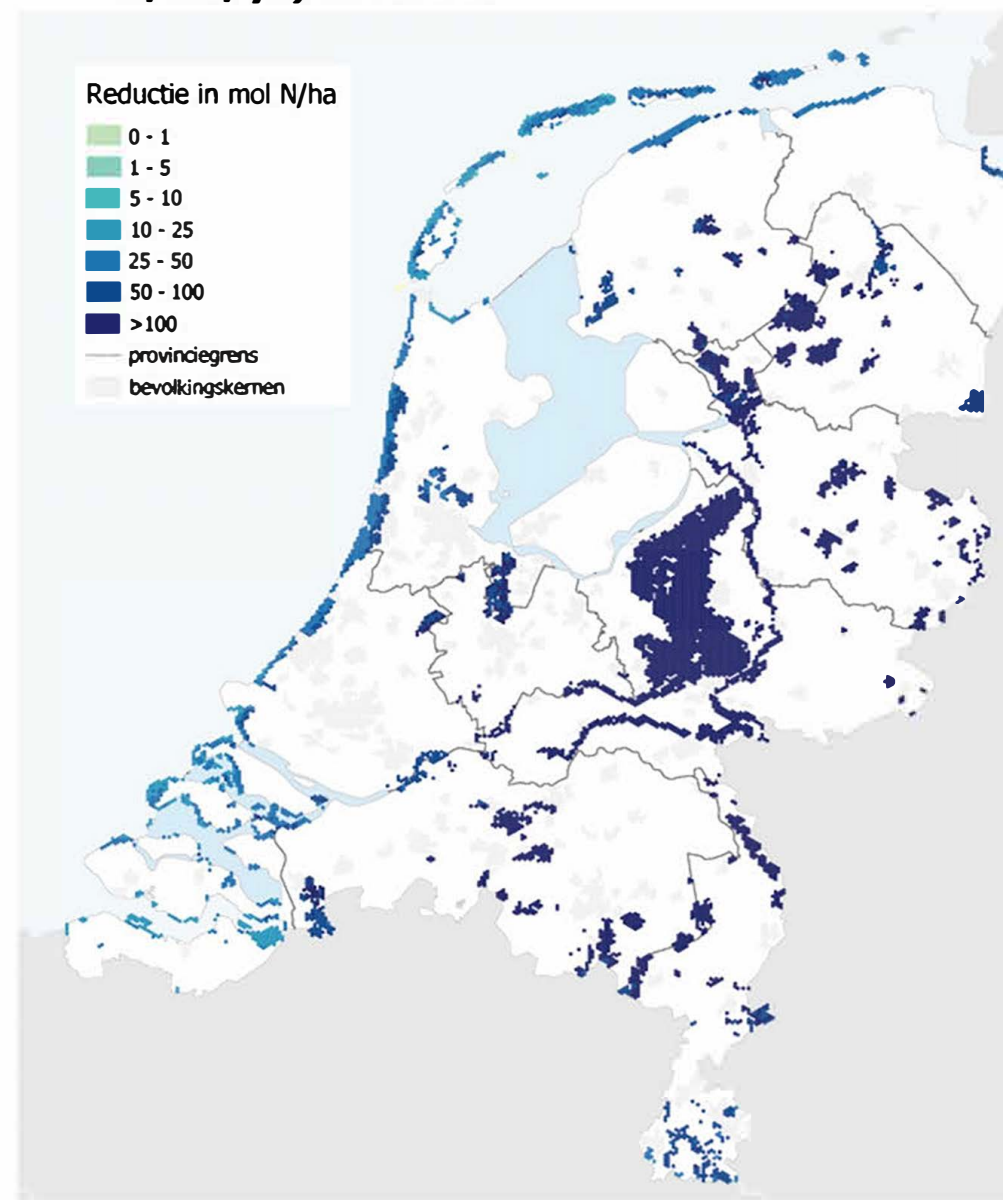 Reductie in mol N/ha
0 - 1
1 - 5
5 - 10
10 - 25
25 - 50
50 - 100
>100
provinciegrens
bevolkingskernen